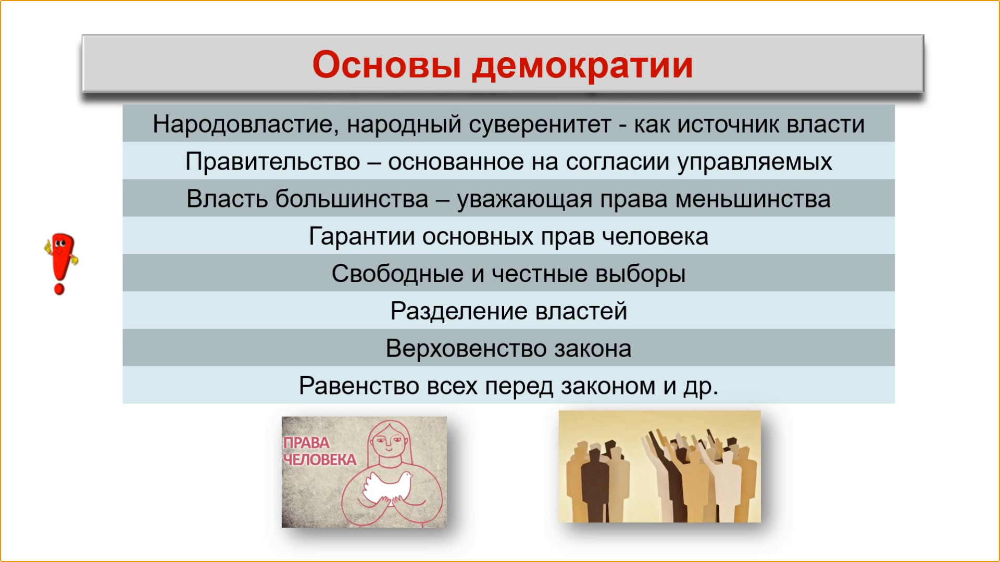 Основы демократии
Народовластие, народный суверенитет - как источник власти
Правительство – основанное на согласии управляемых
Власть большинства – уважающая права меньшинства
Гарантии основных прав человека
Свободные и честные выборы
Разделение властей
Верховенство закона
Равенство всех перед законом и др.
ПРАВА
ЧЕЛОВЕКА